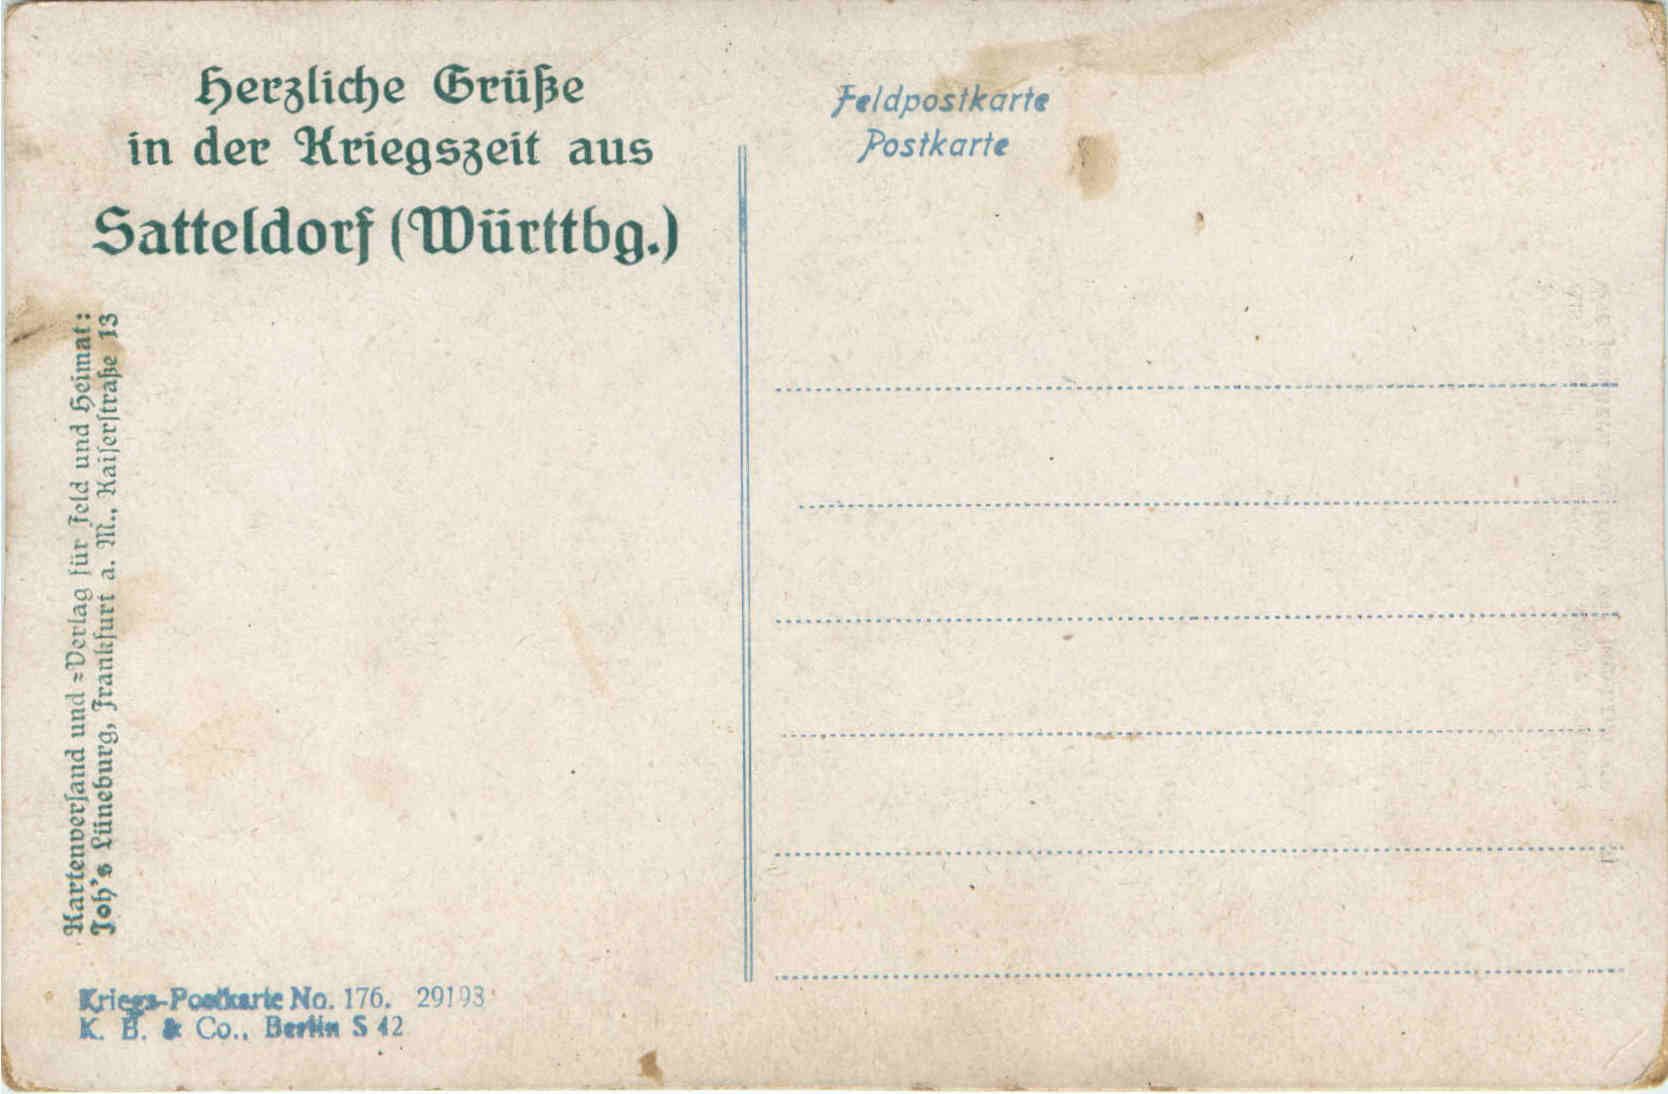 Herzliche Grüße
in der Kriegszeit aus
Satteldorf (Württbg.)
Feldpostkarte
Postkarte
Kartenversand und =Verlag für Feld und Heimat:
Joh's Lüneburg, Frankfurt a. M., Kaiserstraße 13
Kriegs-Postkarte No. 176. 29193
K. B. & Co., Berlin S 42